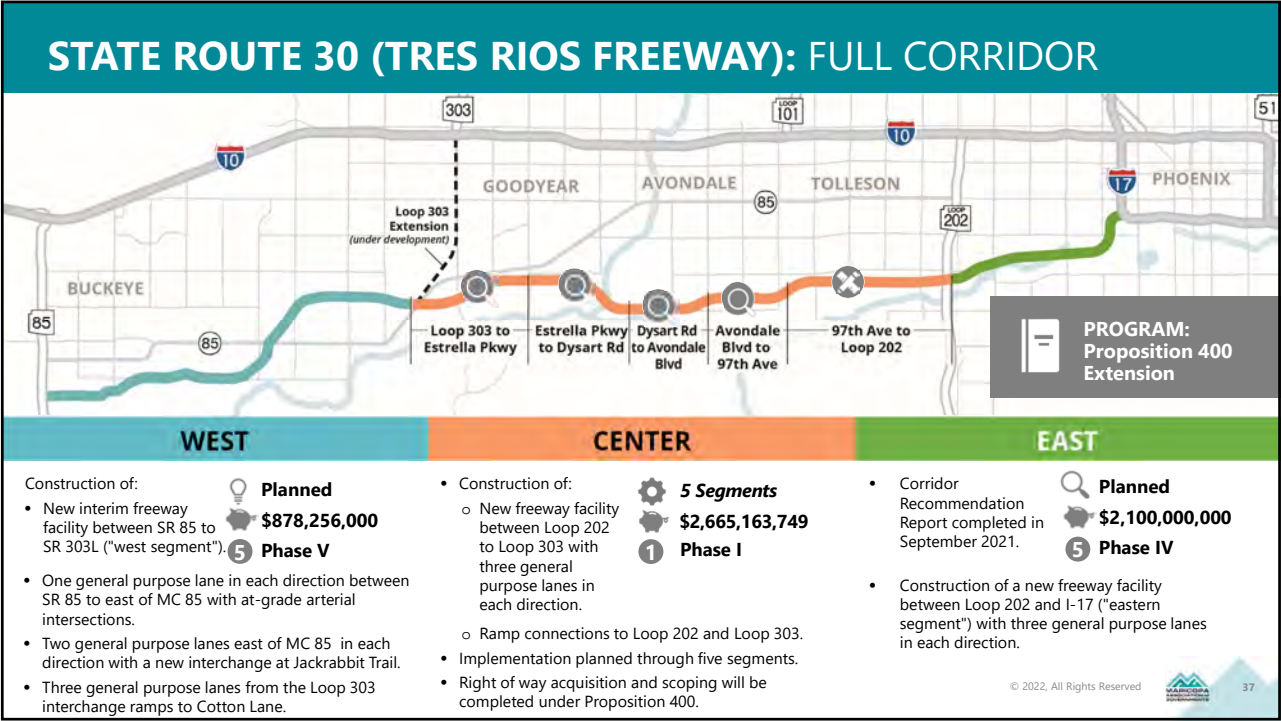 STATE ROUTE 30 (TRES RIOS FREEWAY): FULL CORRIDOR
303
LOOP
101
51
10
10
GOODYEAR
AVONDALE
TOLLESON
17
PHOENIX
85
LOOP
202
Loop 303
Extension
(under development)
BUCKEYE
85
85
Loop 303 to
Estrella Pkwy
Estrella Pkwy
to Dysart Rd
Dysart Rd
to Avondale
Blvd
Avondale
Blvd to
97th Ave
97th Ave to
Loop 202
PROGRAM:
Proposition 400
Extension
WEST
Construction of:
• New interim freeway
facility between SR 85 to
SR 303L ("west segment").
Planned
$878,256,000
5 Phase V
• One general purpose lane in each direction between
SR 85 to east of MC 85 with at-grade arterial
intersections.
• Two general purpose lanes east of MC 85 in each
direction with a new interchange at Jackrabbit Trail.
• Three general purpose lanes from the Loop 303
interchange ramps to Cotton Lane.
CENTER
• Construction of:
o New freeway facility
between Loop 202
to Loop 303 with
three general
purpose lanes in
each direction.
5 Segments
$2,665,163,749
1 Phase I
o Ramp connections to Loop 202 and Loop 303.
• Implementation planned through five segments.
• Right of way acquisition and scoping will be
completed under Proposition 400.
EAST
• Corridor
Recommendation
Report completed in
September 2021.
Planned
$2,100,000,000
5 Phase IV
• Construction of a new freeway facility
between Loop 202 and I-17 ("eastern
segment") with three general purpose lanes
in each direction.
© 2022, All Rights Reserved
MARICOPA
ASSOCIATION of
GOVERNMENTS
37